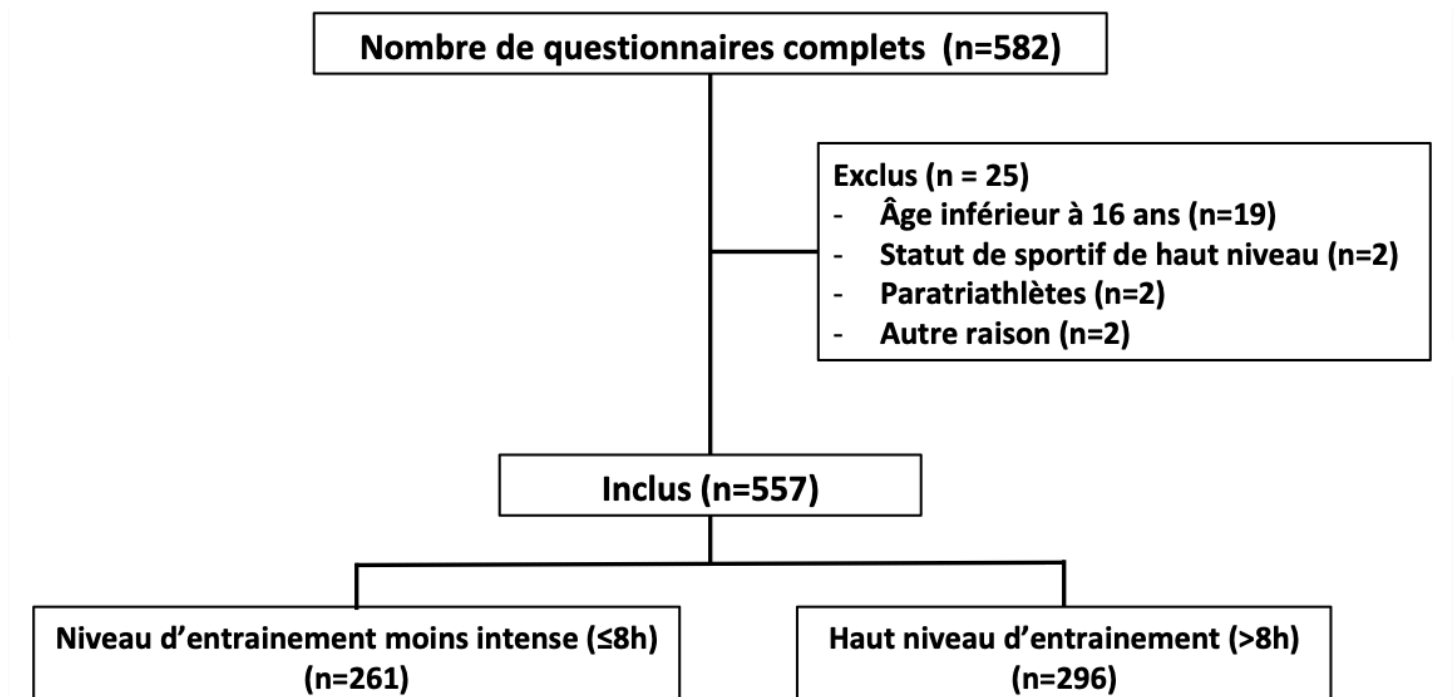 Nombre de questionnaires complets (n=582)
Exclus (n = 25)
- Âge inférieur à 16 ans (n=19)
- Statut de sportif de haut niveau (n=2)
- Paratriathlètes (n=2)
- Autre raison (n=2)
Inclus (n=557)
Niveau d’entrainement moins intense (≤8h)
(n=261)
Haut niveau d’entrainement (>8h)
(n=296)